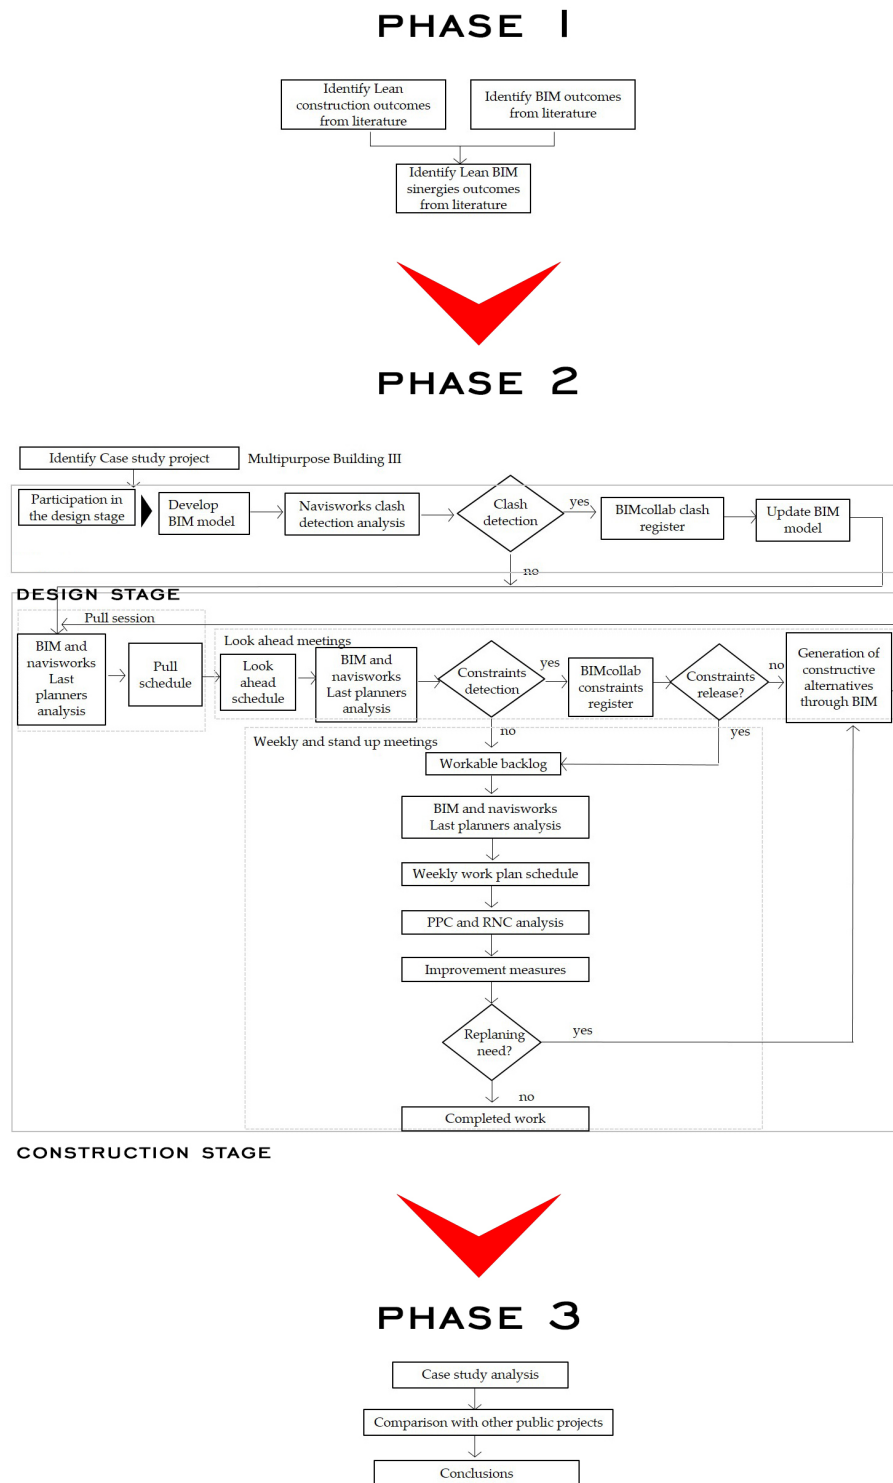 PHASE 1
Identify Lean
construction outcomes
from literature
Identify BIM outcomes
from literature
Identify Lean BIM
sinergies outcomes
from literature
PHASE 2
Identify Case study project
Multipurpose Building III
Participation in
the design stage
Develop
BIM model
Navisworks clash
detection analysis
Clash
detection
yes
BIMcollab clash
register
Update BIM
model
no
DESIGN STAGE
Pull session
BIM and
navisworks
Last
planners
analysis
Pull
schedule
Look ahead meetings
Look
ahead
schedule
BIM and
navisworks
Last planners
analysis
Constraints
detection
yes
BIMcollab
constraints
register
Constraints
release?
no
Generation of
constructive
alternatives
through BIM
no
yes
Weekly and stand up meetings
Workable backlog
BIM and navisworks
Last planners analysis
Weekly work plan schedule
PPC and RNC analysis
Improvement measures
Replaning
need?
yes
no
Completed work
CONSTRUCTION STAGE
PHASE 3
Case study analysis
Comparison with other public projects
Conclusions